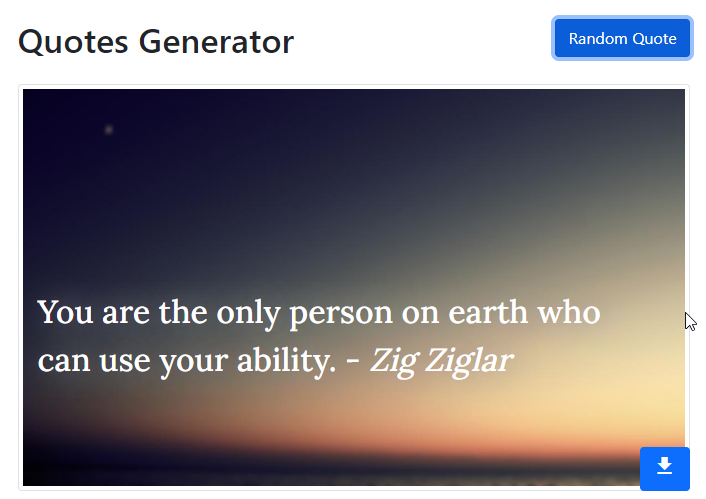 Quotes Generator
Random Quote
You are the only person on earth who
can use your ability. - Zig Ziglar